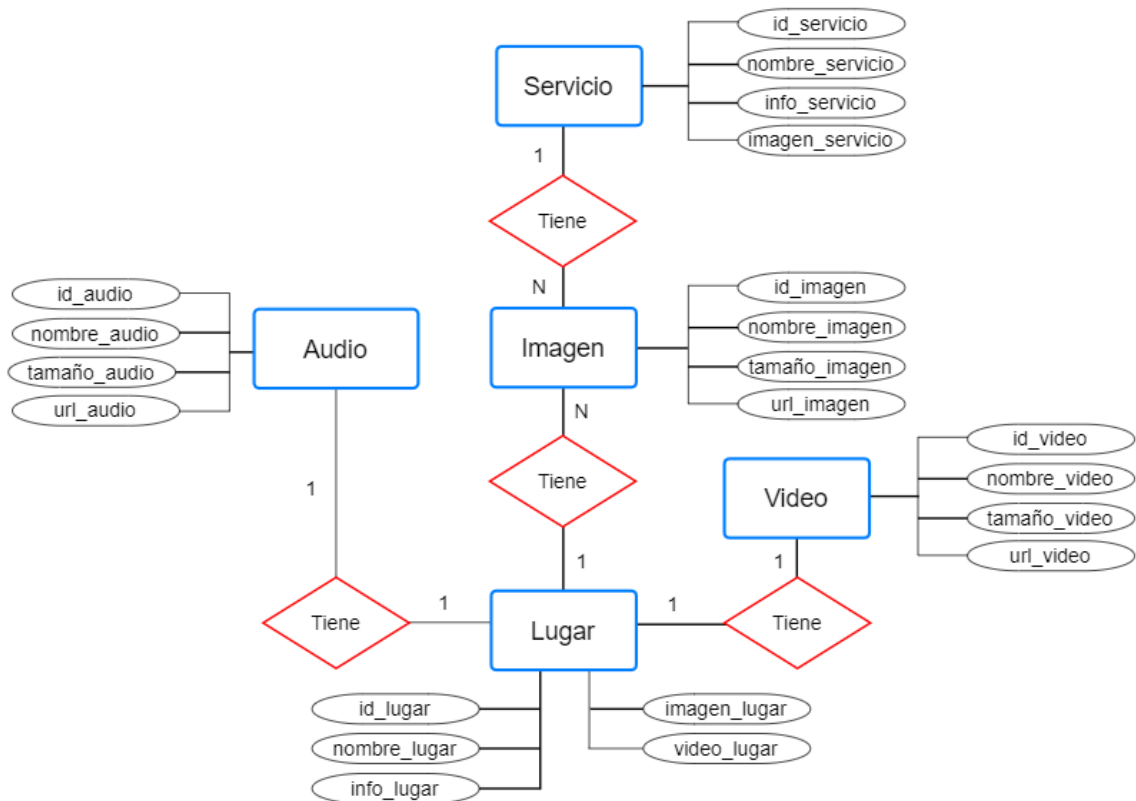 id_servicio
Servicio
nombre_servicio
info_servicio
imagen_servicio
1
Tiene
N
id_audio
nombre_audio
tamaño_audio
url_audio
Audio
Imagen
id_imagen
nombre_imagen
tamaño_imagen
url_imagen
N
Tiene
1
1
Video
id_video
nombre_video
tamaño_video
url_video
1
Tiene
1
Lugar
1
Tiene
id_lugar
nombre_lugar
info_lugar
imagen_lugar
video_lugar